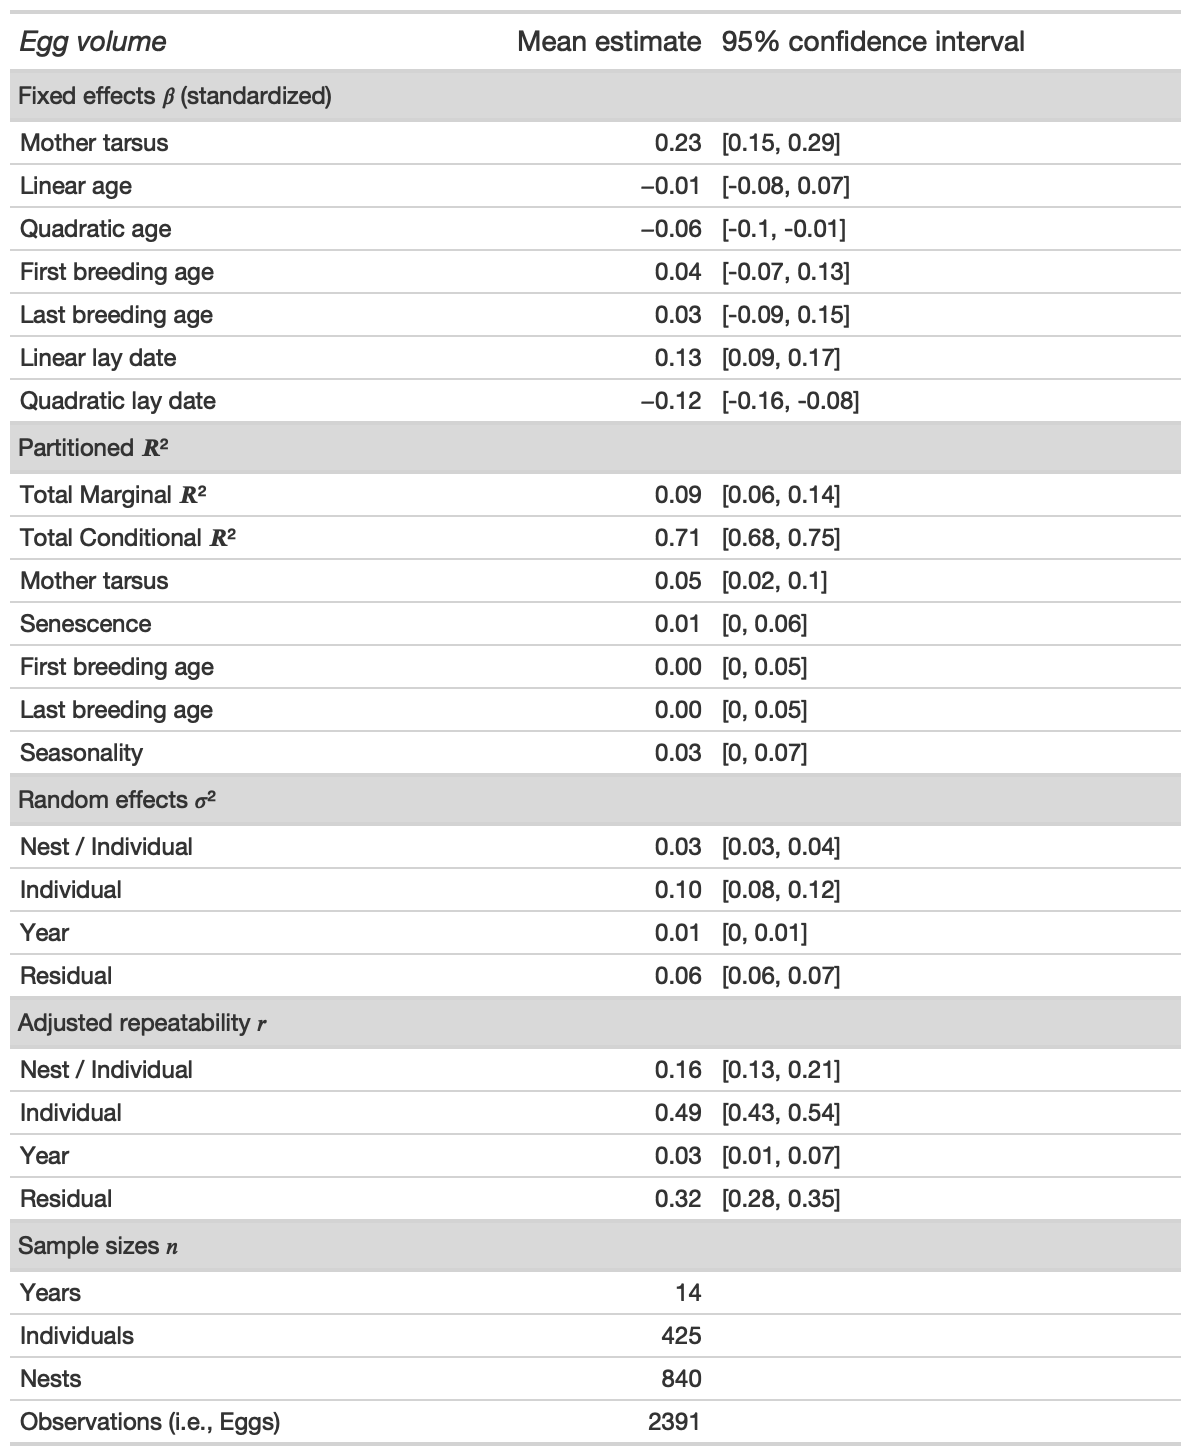 Egg volume Mean estimate 95% confidence interval
Fixed effects β (standardized)
Mother tarsus 0.23 [0.15, 0.29]
Linear age −0.01 [-0.08, 0.07]
Quadratic age −0.06 [-0.1, -0.01]
First breeding age 0.04 [-0.07, 0.13]
Last breeding age 0.03 [-0.09, 0.15]
Linear lay date 0.13 [0.09, 0.17]
Quadratic lay date −0.12 [-0.16, -0.08]
Partitioned R²
Total Marginal R² 0.09 [0.06, 0.14]
Total Conditional R² 0.71 [0.68, 0.75]
Mother tarsus 0.05 [0.02, 0.1]
Senescence 0.01 [0, 0.06]
First breeding age 0.00 [0, 0.05]
Last breeding age 0.00 [0, 0.05]
Seasonality 0.03 [0, 0.07]
Random effects σ²
Nest / Individual 0.03 [0.03, 0.04]
Individual 0.10 [0.08, 0.12]
Year 0.01 [0, 0.01]
Residual 0.06 [0.06, 0.07]
Adjusted repeatability r
Nest / Individual 0.16 [0.13, 0.21]
Individual 0.49 [0.43, 0.54]
Year 0.03 [0.01, 0.07]
Residual 0.32 [0.28, 0.35]
Sample sizes n
Years 14
Individuals 425
Nests 840
Observations (i.e., Eggs) 2391